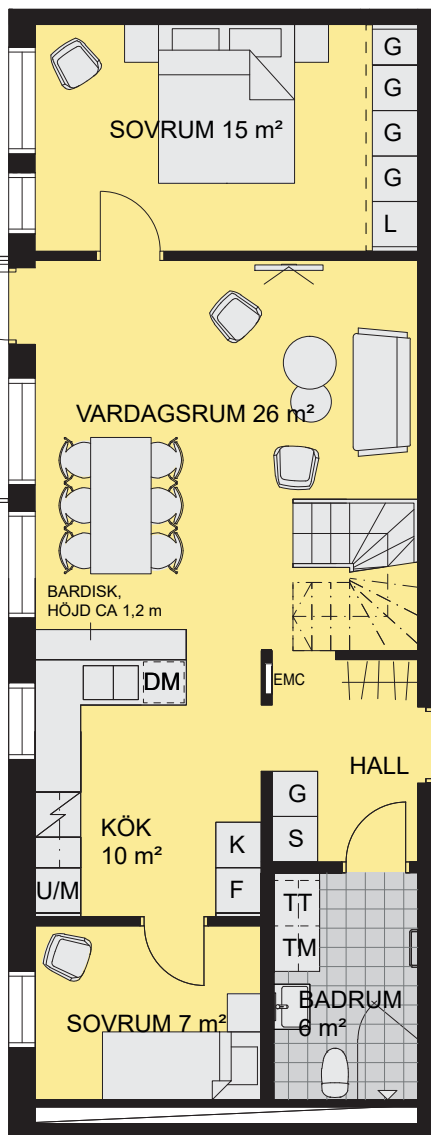 G
SOVRUM 15 m²
G
G
G
L
VARDAGSRUM 26 m²
BARDISK,
HÖJD CA 1,2 m
DM
EMC
HALL
G
KÖK
10 m²
K
S
U/M
F
TT
TM
BADRUM
6 m²
SOVRUM 7 m²